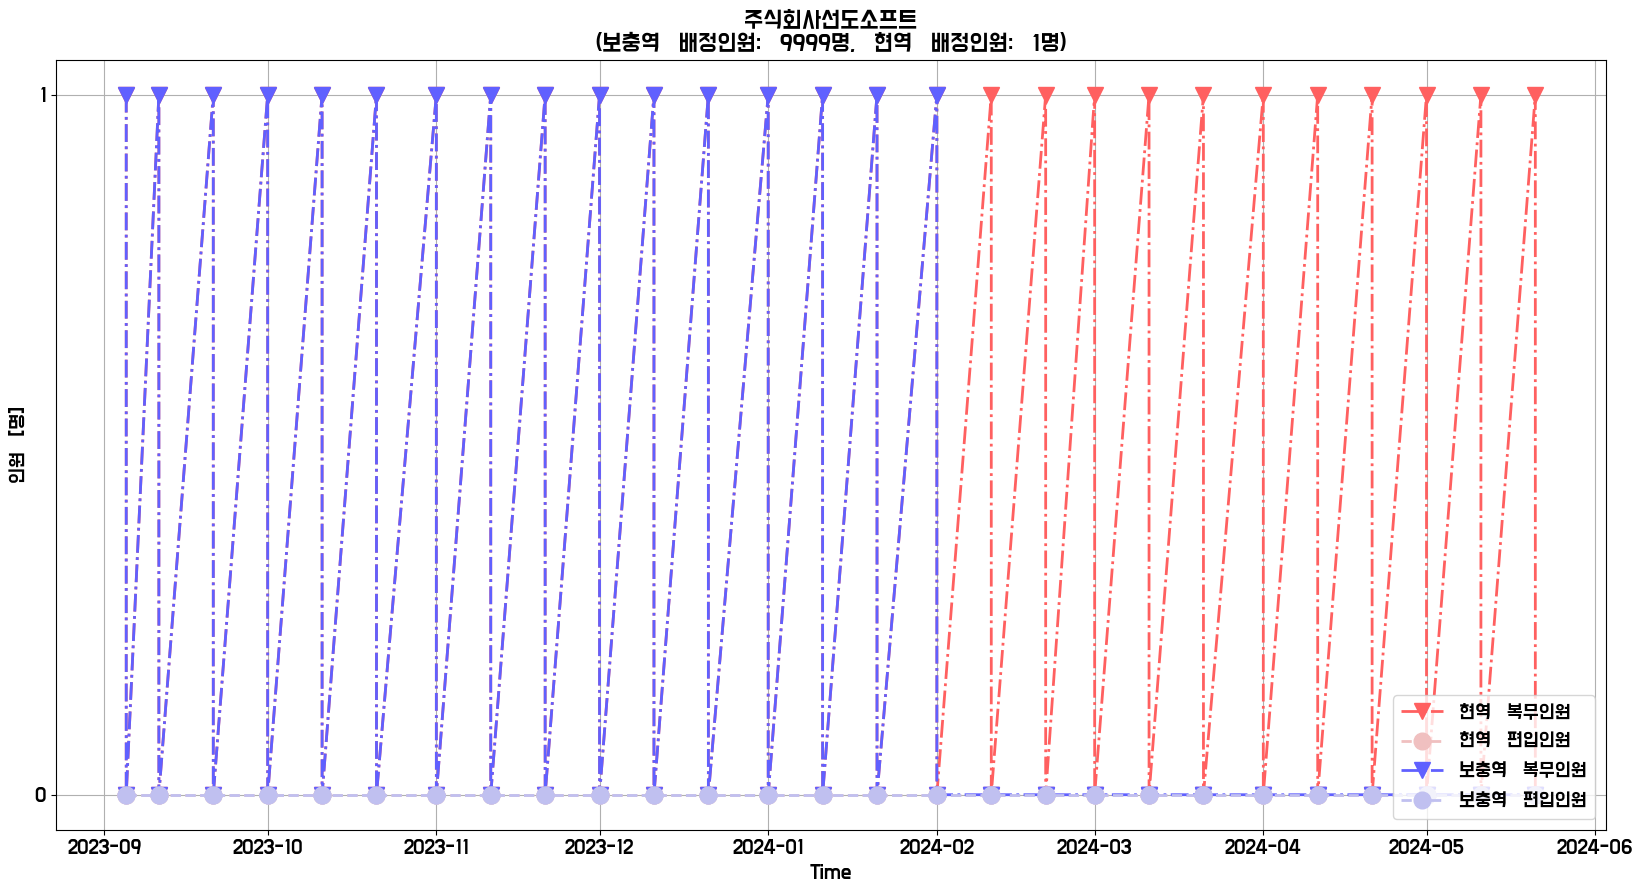 주식회사선도소프트
(보충역 배정인원: 9999명, 현역 배정인원: 1명)
인원 [명]
1
0
현역 복무인원
현역 편입인원
보충역 복무인원
보충역 편입인원
2023-09 2023-10 2023-11 2023-12 2024-01 2024-02 2024-03 2024-04 2024-05 2024-06
Time